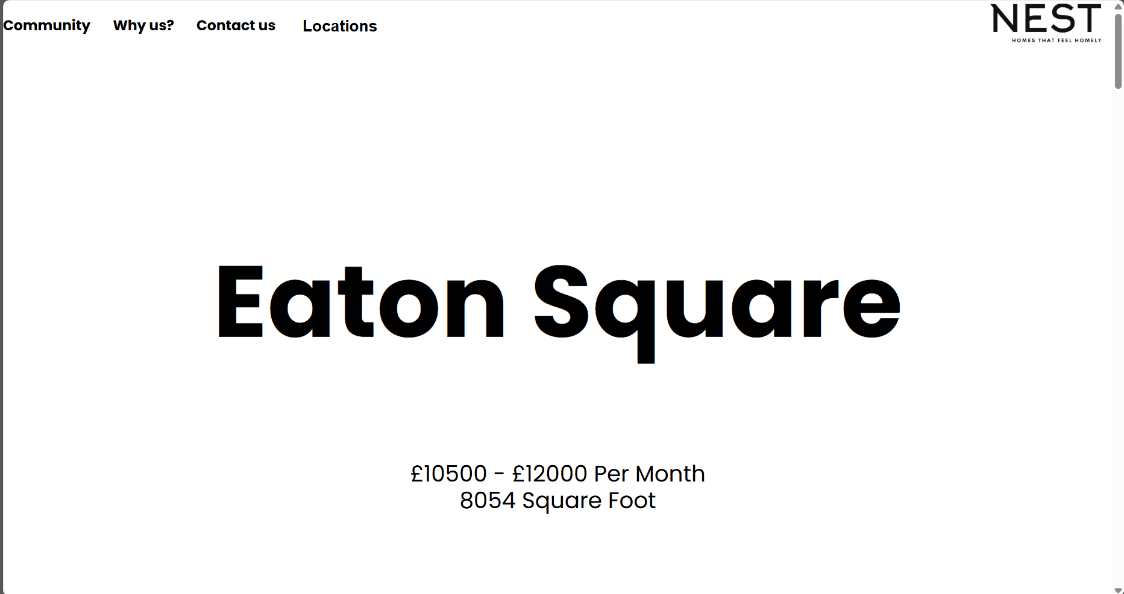 Community Why us? Contact us Locations
NEST
HOMES THAT FEEL HOMELY
Eaton Square
£10500 - £12000 Per Month
8054 Square Foot